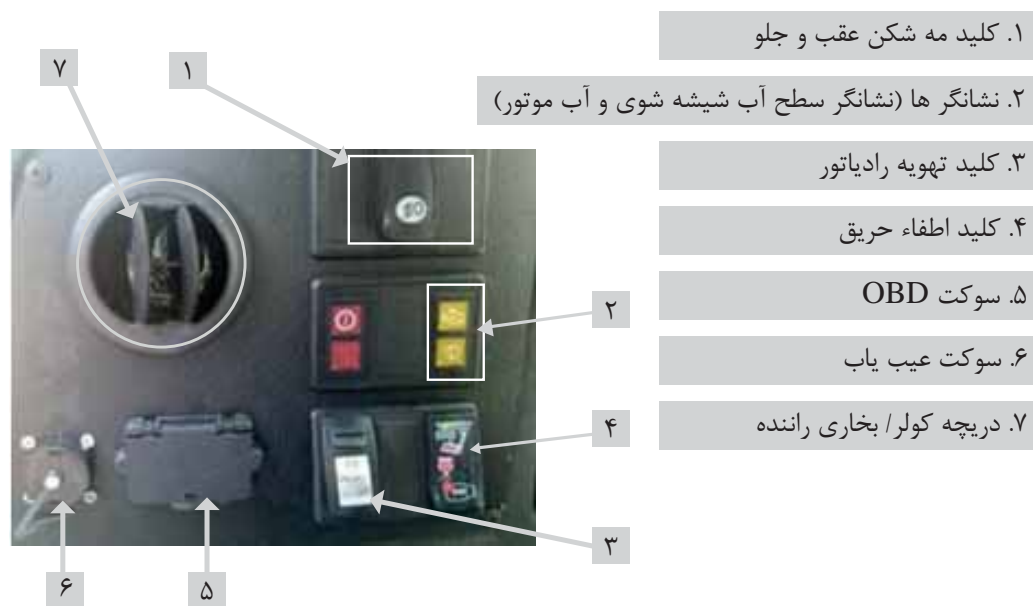 ۱. کلید مه شکن عقب و جلو
۲. نشانگر ها (نشانگر سطح آب شیشه شوی و آب موتور)
۳. کلید تهویه رادیاتور
۴. کلید اطفاء حریق
۵. سوکت OBD
۶. سوکت عیب یاب
۷. دریچه کولر/ بخاری راننده
۷
۱
۲
۴
۳
۶
۵